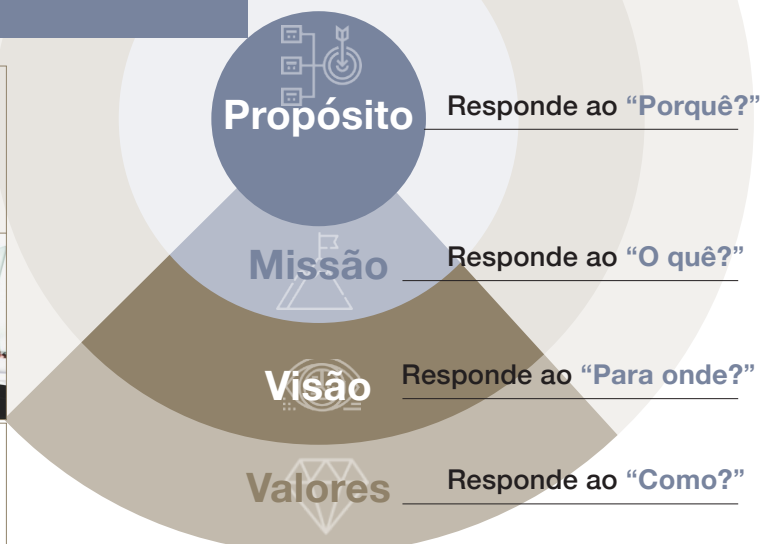 Propósito
Responde ao “Porquê?”
Missão
Responde ao “O quê?”
Visão
Responde ao “Para onde?”
Valores
Responde ao “Como?”